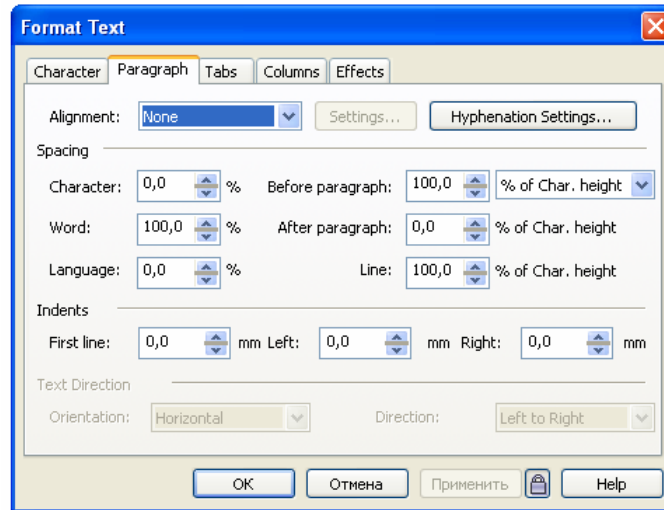 Format Text
Character Paragraph Tabs Columns Effects
Alignment: None Settings... Hyphenation Settings...
Spacing
Character: 0,0 % Before paragraph: 100,0 % of Char. height
Word: 100,0 % After paragraph: 0,0 % of Char. height
Language: 0,0 % Line: 100,0 % of Char. height
Indents
First line: 0,0 mm Left: 0,0 mm Right: 0,0 mm
Text Direction
Orientation: Horizontal Direction: Left to Right
ОК Отмена Применить Help